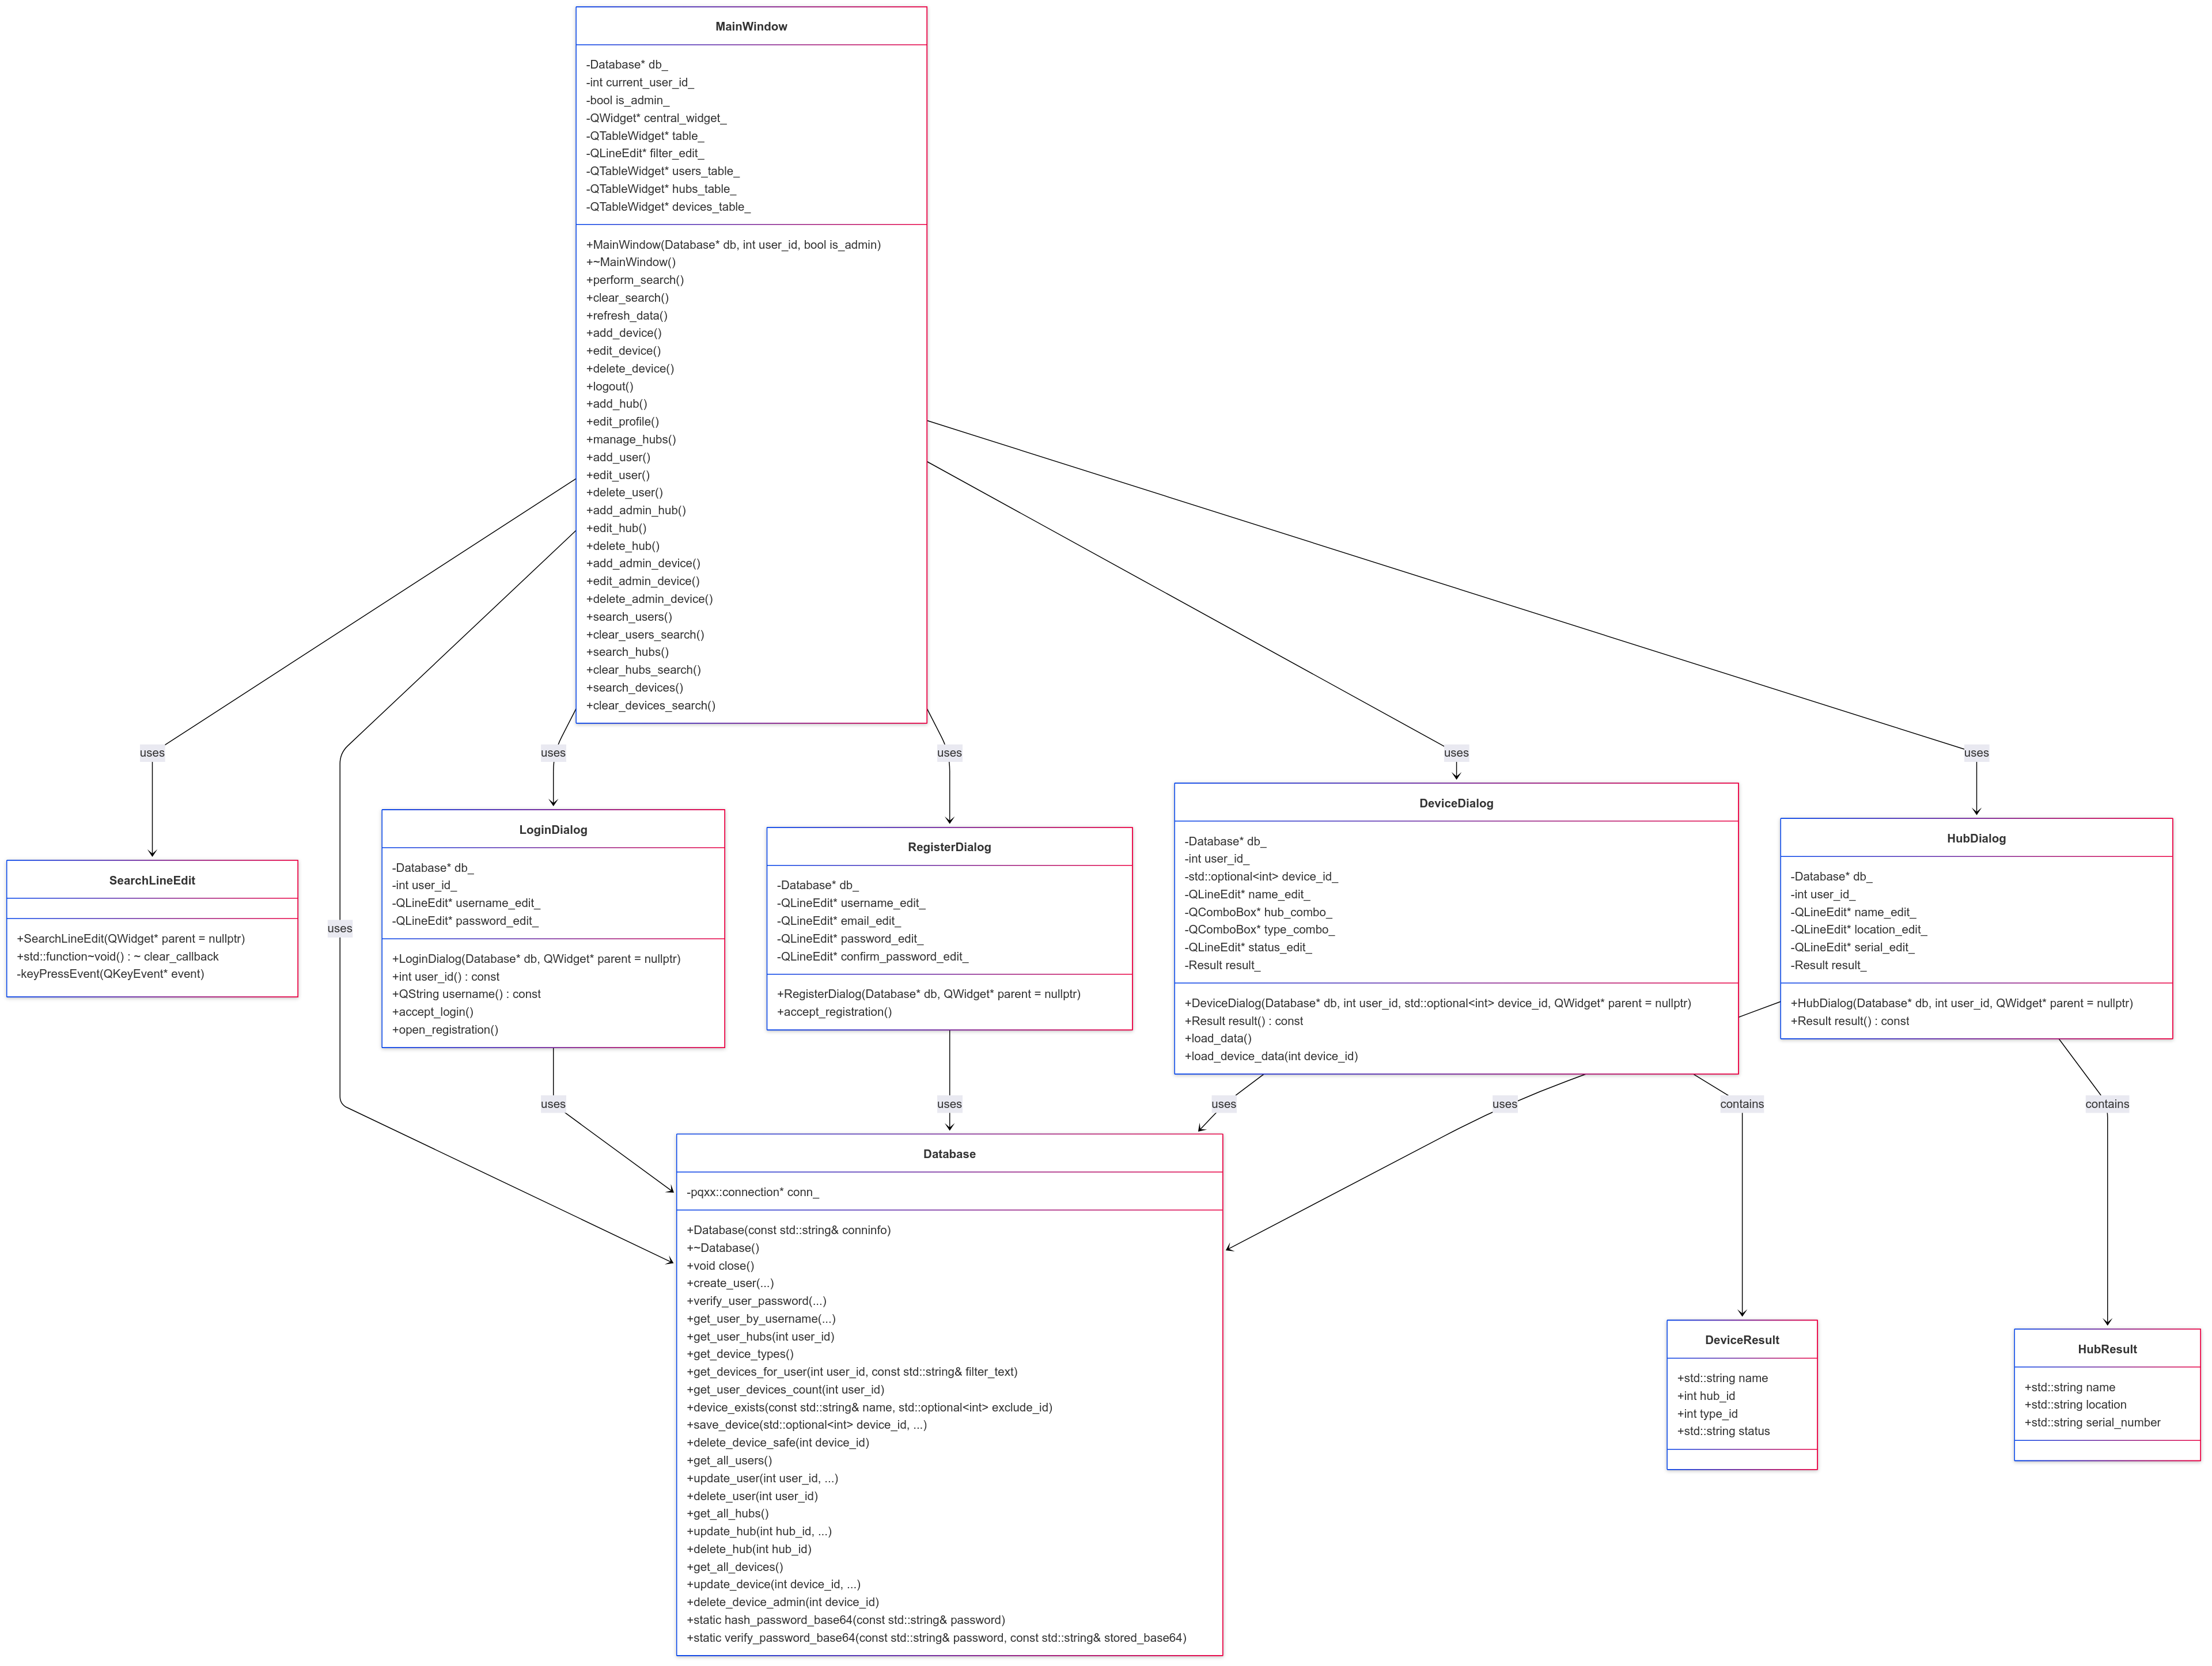 MainWindow
-Database* db_
-int current_user_id_
-bool is_admin_
-QWidget* central_widget_
-QTableWidget* table_
-QLineEdit* filter_edit_
-QTableWidget* users_table_
-QTableWidget* hubs_table_
-QTableWidget* devices_table_
+MainWindow(Database* db, int user_id, bool is_admin)
+~MainWindow()
+perform_search()
+clear_search()
+refresh_data()
+add_device()
+edit_device()
+delete_device()
+logout()
+add_hub()
+edit_profile()
+manage_hubs()
+add_user()
+edit_user()
+delete_user()
+add_admin_hub()
+edit_hub()
+delete_hub()
+add_admin_device()
+edit_admin_device()
+delete_admin_device()
+search_users()
+clear_users_search()
+search_hubs()
+clear_hubs_search()
+search_devices()
+clear_devices_search()
uses
uses
uses
uses
uses
uses
SearchLineEdit
+SearchLineEdit(QWidget* parent = nullptr)
+std::function~void() : ~ clear_callback
-keyPressEvent(QKeyEvent* event)
LoginDialog
-Database* db_
-int user_id_
-QLineEdit* username_edit_
-QLineEdit* password_edit_
+LoginDialog(Database* db, QWidget* parent = nullptr)
+int user_id() : const
+QString username() : const
+accept_login()
+open_registration()
RegisterDialog
-Database* db_
-QLineEdit* username_edit_
-QLineEdit* email_edit_
-QLineEdit* password_edit_
-QLineEdit* confirm_password_edit_
+RegisterDialog(Database* db, QWidget* parent = nullptr)
+accept_registration()
DeviceDialog
-Database* db_
-int user_id_
-std::optional<int> device_id_
-QLineEdit* name_edit_
-QComboBox* hub_combo_
-QComboBox* type_combo_
-QLineEdit* status_edit_
-Result result_
+DeviceDialog(Database* db, int user_id, std::optional<int> device_id, QWidget* parent = nullptr)
+Result result() : const
+load_data()
+load_device_data(int device_id)
HubDialog
-Database* db_
-int user_id_
-QLineEdit* name_edit_
-QLineEdit* location_edit_
-QLineEdit* serial_edit_
-Result result_
+HubDialog(Database* db, int user_id, QWidget* parent = nullptr)
+Result result() : const
uses
uses
uses
uses
contains
contains
Database
-pqxx::connection* conn_
+Database(const std::string& conninfo)
+~Database()
+void close()
+create_user(...)
+verify_user_password(...)
+get_user_by_username(...)
+get_user_hubs(int user_id)
+get_device_types()
+get_devices_for_user(int user_id, const std::string& filter_text)
+get_user_devices_count(int user_id)
+device_exists(const std::string& name, std::optional<int> exclude_id)
+save_device(std::optional<int> device_id, ...)
+delete_device_safe(int device_id)
+get_all_users()
+update_user(int user_id, ...)
+delete_user(int user_id)
+get_all_hubs()
+update_hub(int hub_id, ...)
+delete_hub(int hub_id)
+get_all_devices()
+update_device(int device_id, ...)
+delete_device_admin(int device_id)
+static hash_password_base64(const std::string& password)
+static verify_password_base64(const std::string& password, const std::string& stored_base64)
DeviceResult
+std::string name
+int hub_id
+int type_id
+std::string status
HubResult
+std::string name
+std::string location
+std::string serial_number